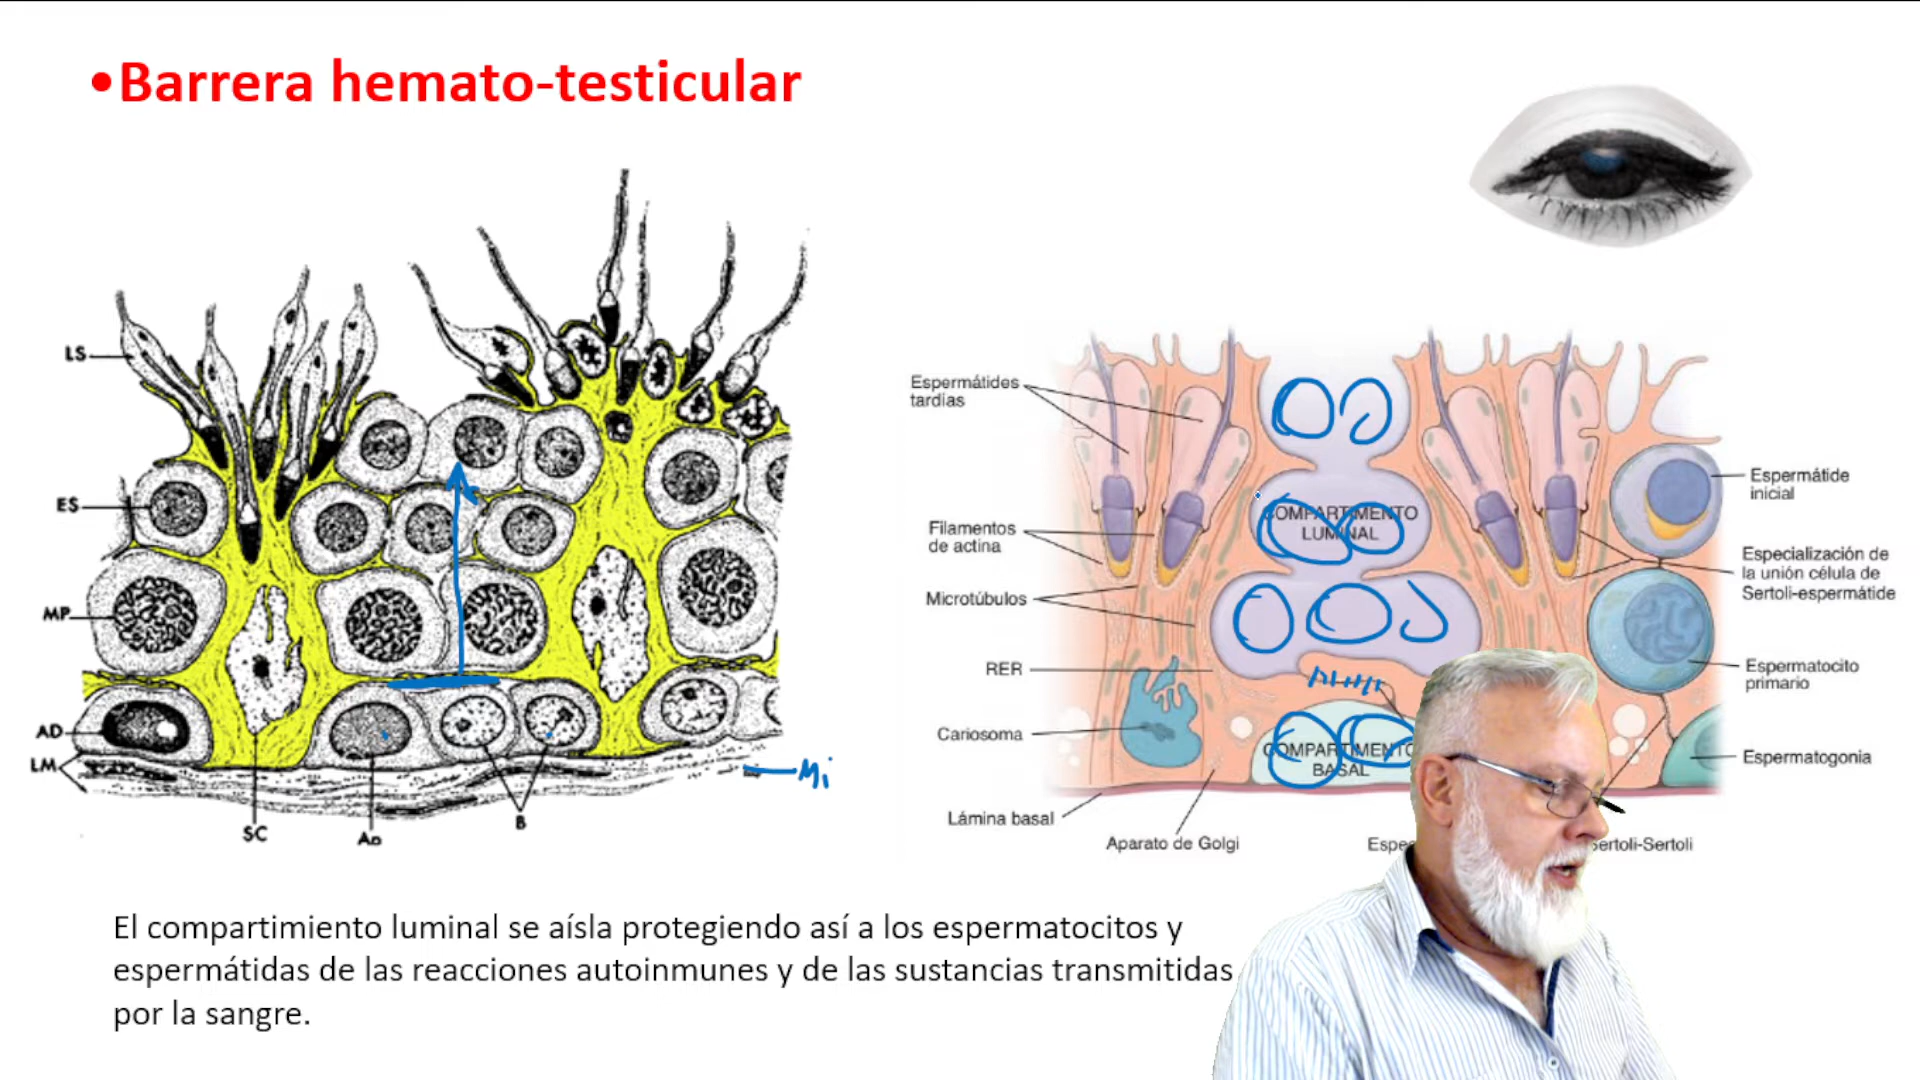 •Barrera hemato-testicular
LS
ES
MP
AD
LM
SC
Ap
B
Mi
Espermátides
tardías
Filamentos
de actina
Microtúbulos
RER
Cariosoma
Lámina basal
Aparato de Golgi
COMPARTIMENTO
LUMINAL
COMPARTIMENTO
BASAL
Espermátide
inicial
Especialización de
la unión célula de
Sertoli-espermátide
Espermatocito
primario
Espermatogonia
Sertoli-Sertoli
El compartimiento luminal se aísla protegiendo así a los espermatocitos y
espermátidas de las reacciones autoinmunes y de las sustancias transmitidas
por la sangre.